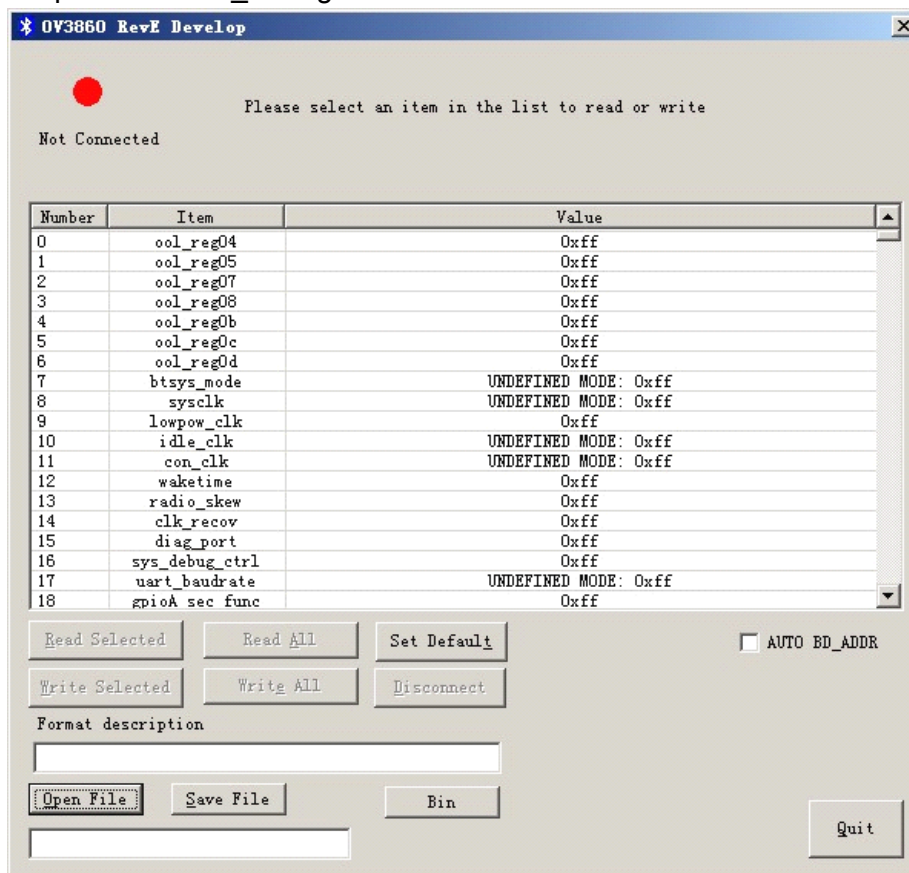 OV3860 RevE Develop
Please select an item in the list to read or write
Not Connected
Number Item Value
0 ool_reg04 0xff
1 ool_reg05 0xff
2 ool_reg07 0xff
3 ool_reg08 0xff
4 ool_reg0b 0xff
5 ool_reg0c 0xff
6 ool_reg0d 0xff
7 btsys_mode UNDEFINED MODE: 0xff
8 sysclk UNDEFINED MODE: 0xff
9 lowpow_clk 0xff
10 idle_clk UNDEFINED MODE: 0xff
11 con_clk UNDEFINED MODE: 0xff
12 waketime 0xff
13 radio_skew 0xff
14 clk_recov 0xff
15 diag_port 0xff
16 sys_debug_ctrl 0xff
17 uart_baudrate UNDEFINED MODE: 0xff
18 gpioA sec func 0xff
Read Selected Read All Set Default AUTO BD_ADDR
Write Selected Write All Disconnect
Format description
Open File Save File Bin
Quit